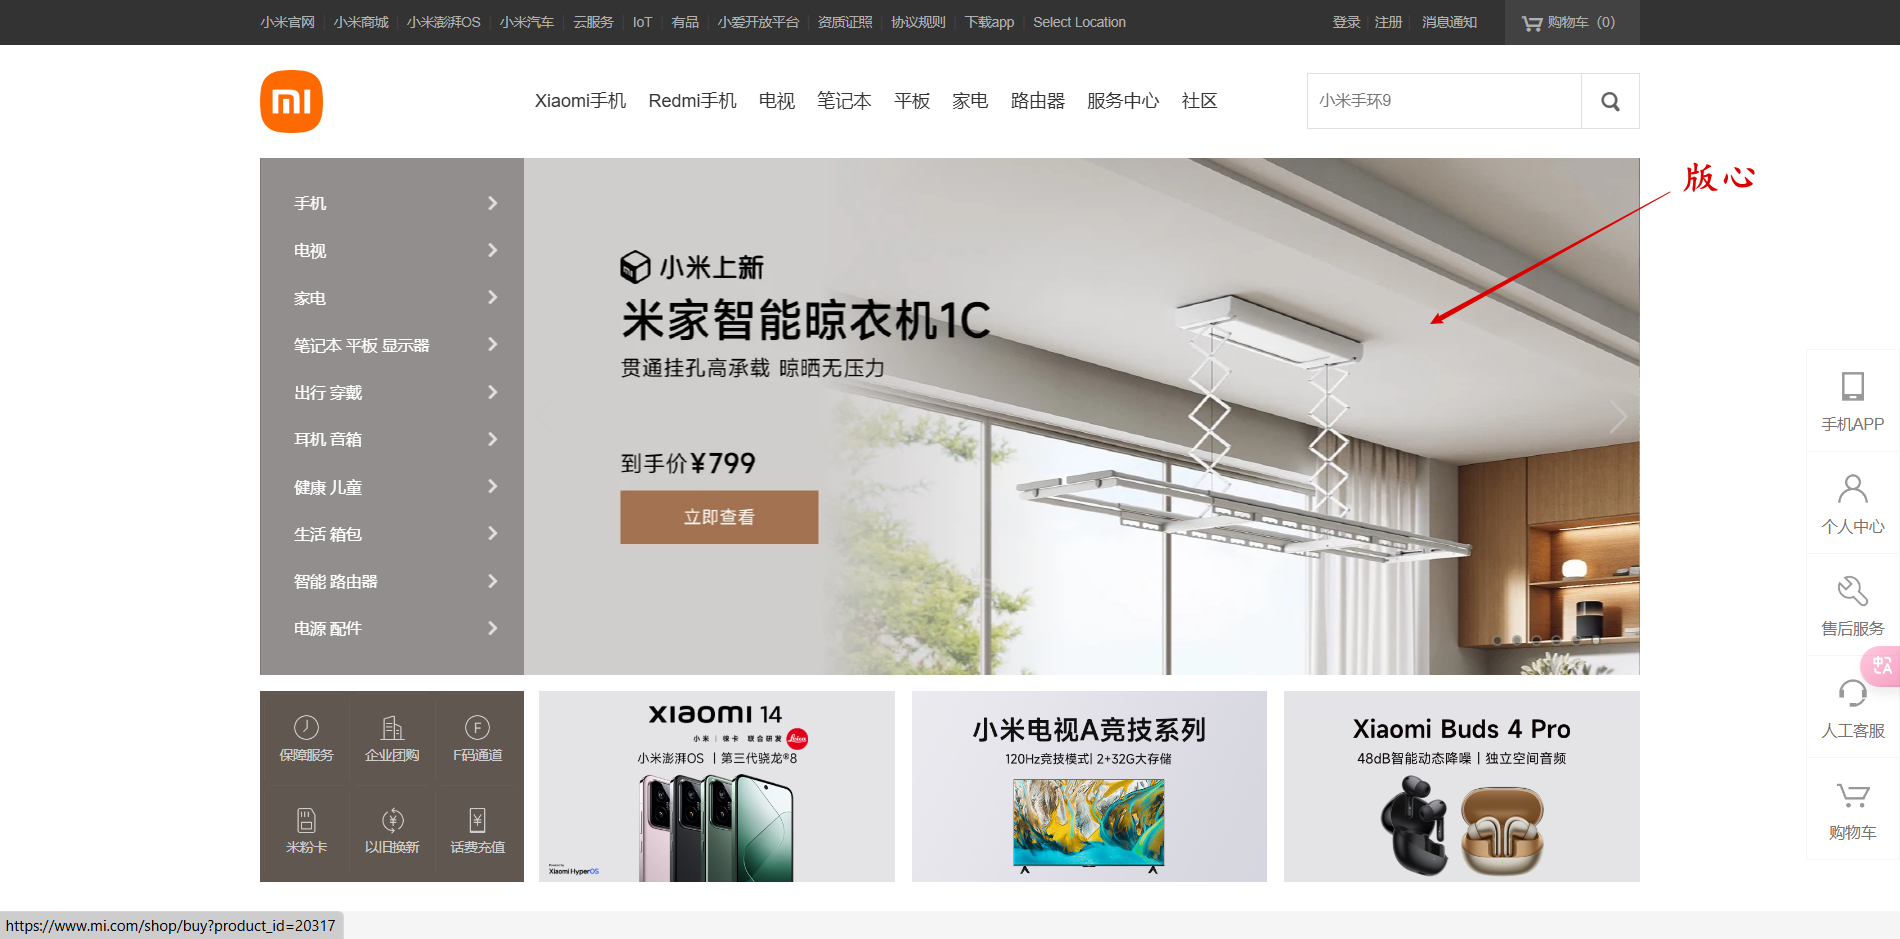 小米官网 小米商城 小米澎湃OS 小米汽车 云服务 IoT 有品 小爱开放平台 资质证照 协议规则 下载app Select Location 登录 注册 消息通知 购物车（0）
Xiaomi手机 Redmi手机 电视 笔记本 平板 家电 路由器 服务中心 社区 小米手环9
版心
手机
电视
家电
笔记本 平板 显示器
出行 穿戴
耳机 音箱
健康 儿童
生活 箱包
智能 路由器
电源 配件
小米上新
米家智能晾衣机1C
贯通挂孔高承载 晾晒无压力
到手价¥799
立即查看
手机APP
个人中心
售后服务
人工客服
购物车
保障服务 企业团购 F码通道
米粉卡 以旧换新 话费充值
xiaomi 14
小米 | 徕卡 联合研发 Leica
小米澎湃OS | 第三代骁龙®8
Powered by
Xiaomi HyperOS
小米电视A竞技系列
120Hz竞技模式| 2+32G大存储
Xiaomi Buds 4 Pro
48dB智能动态降噪 | 独立空间音频
https://www.mi.com/shop/buy?product_id=20317